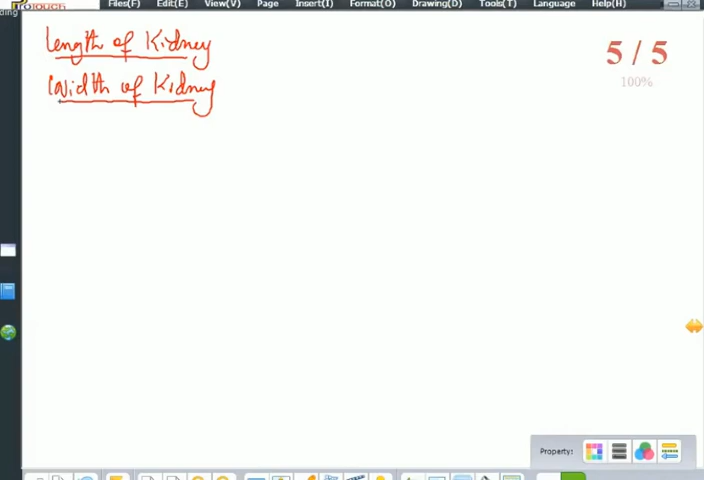 ProTouch Files(F) Edit(E) View(V) Page Insert(I) Format(O) Drawing(D) Tools(T) Language Help(H)
length of Kidney
5 / 5
100%
Width of Kidney
Property: